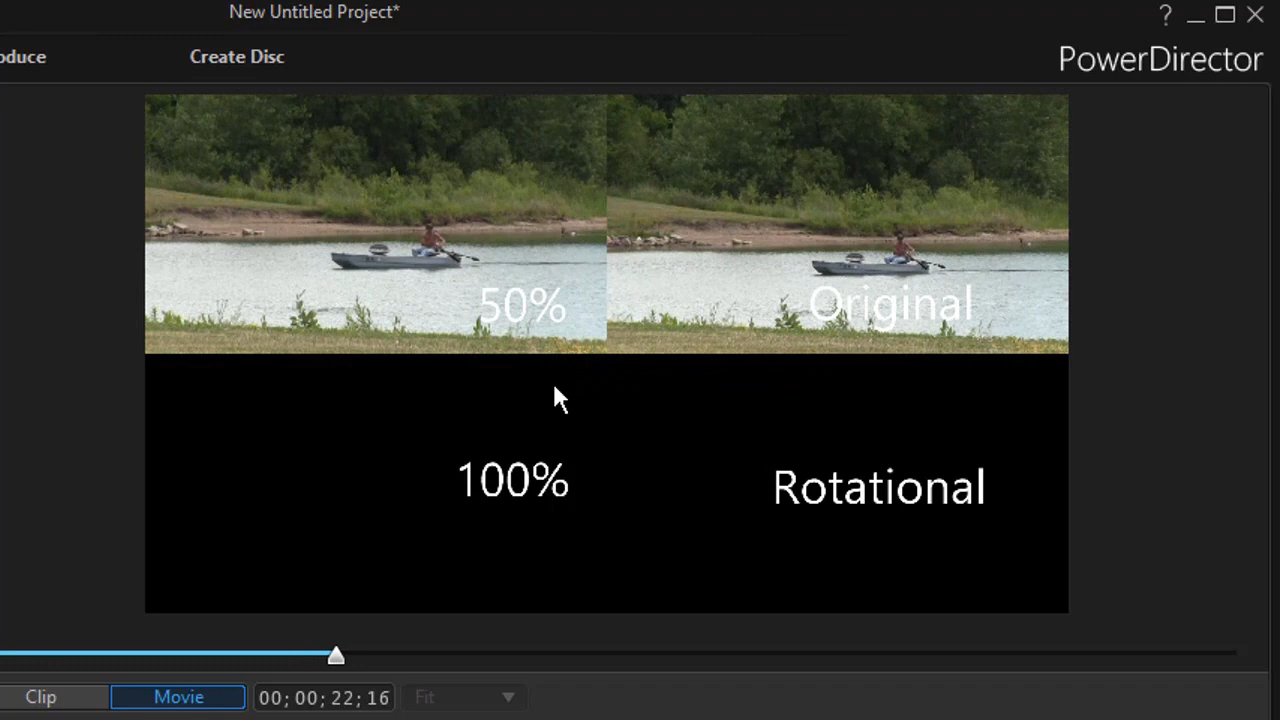 New Untitled Project*
?
oduce
Create Disc
PowerDirector
50%
Original
100%
Rotational
Clip
Movie
00; 00; 22; 16
Fit